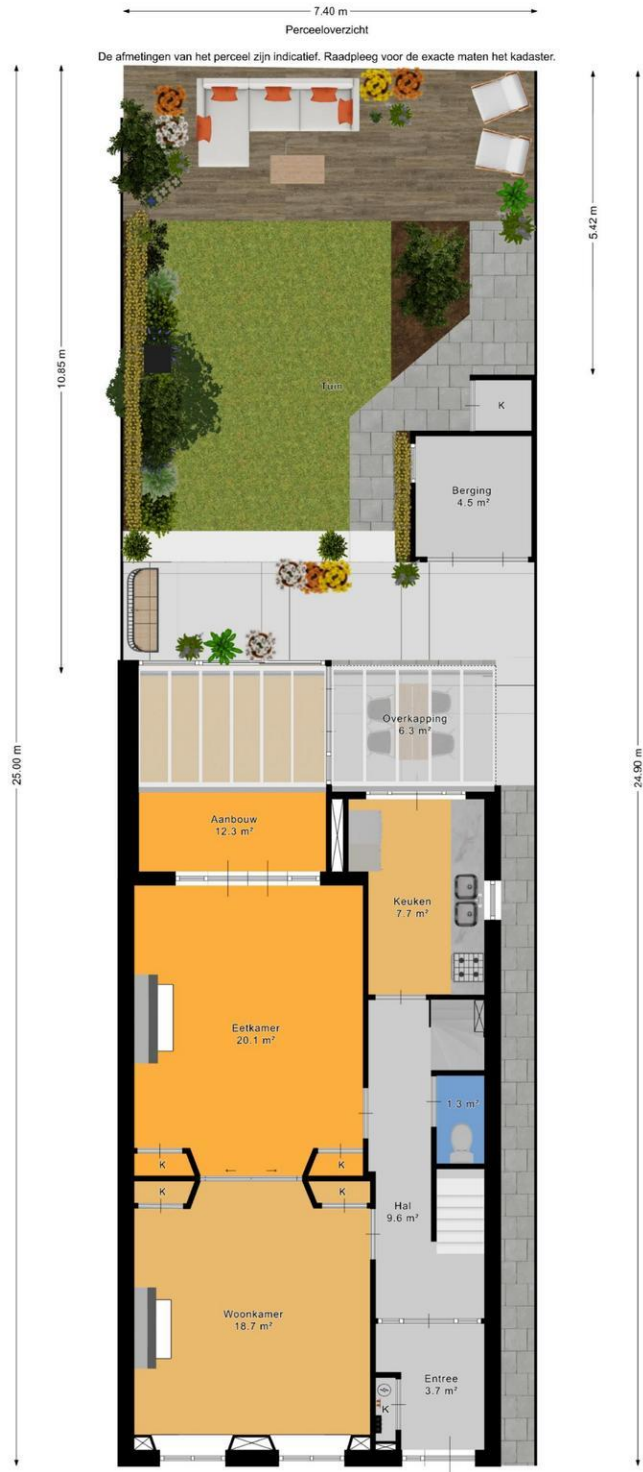 7.40 m
Perceeloverzicht
De afmetingen van het perceel zijn indicatief. Raadpleeg voor de exacte maten het kadaster.
5.42 m
10.85 m
Tuin
K
Berging
4.5 m²
25.00 m
24.90 m
Overkapping
6.3 m²
Aanbouw
12.3 m²
Keuken
7.7 m²
Eetkamer
20.1 m²
1.3 m²
K
K
K
K
Hal
9.6 m²
Woonkamer
18.7 m²
Entree
3.7 m²
K